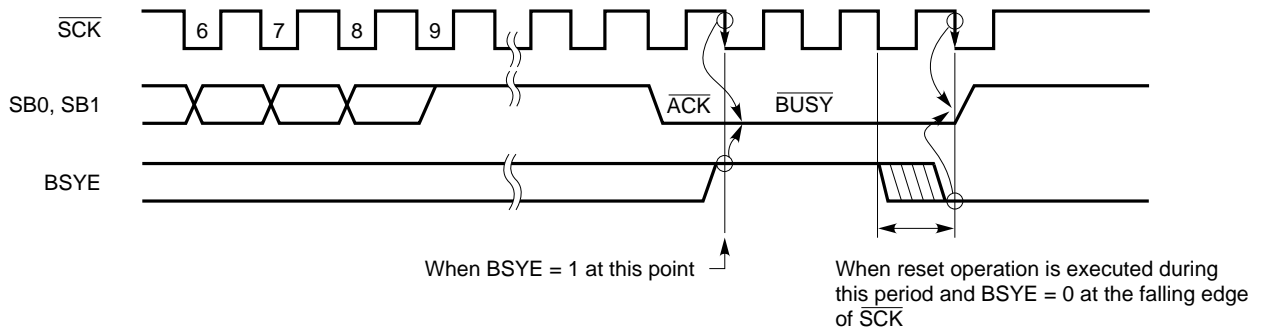 SCK
6 7 8 9
SB0, SB1
ACK BUSY
BSYE
When BSYE = 1 at this point
When reset operation is executed during
this period and BSYE = 0 at the falling edge
of SCK